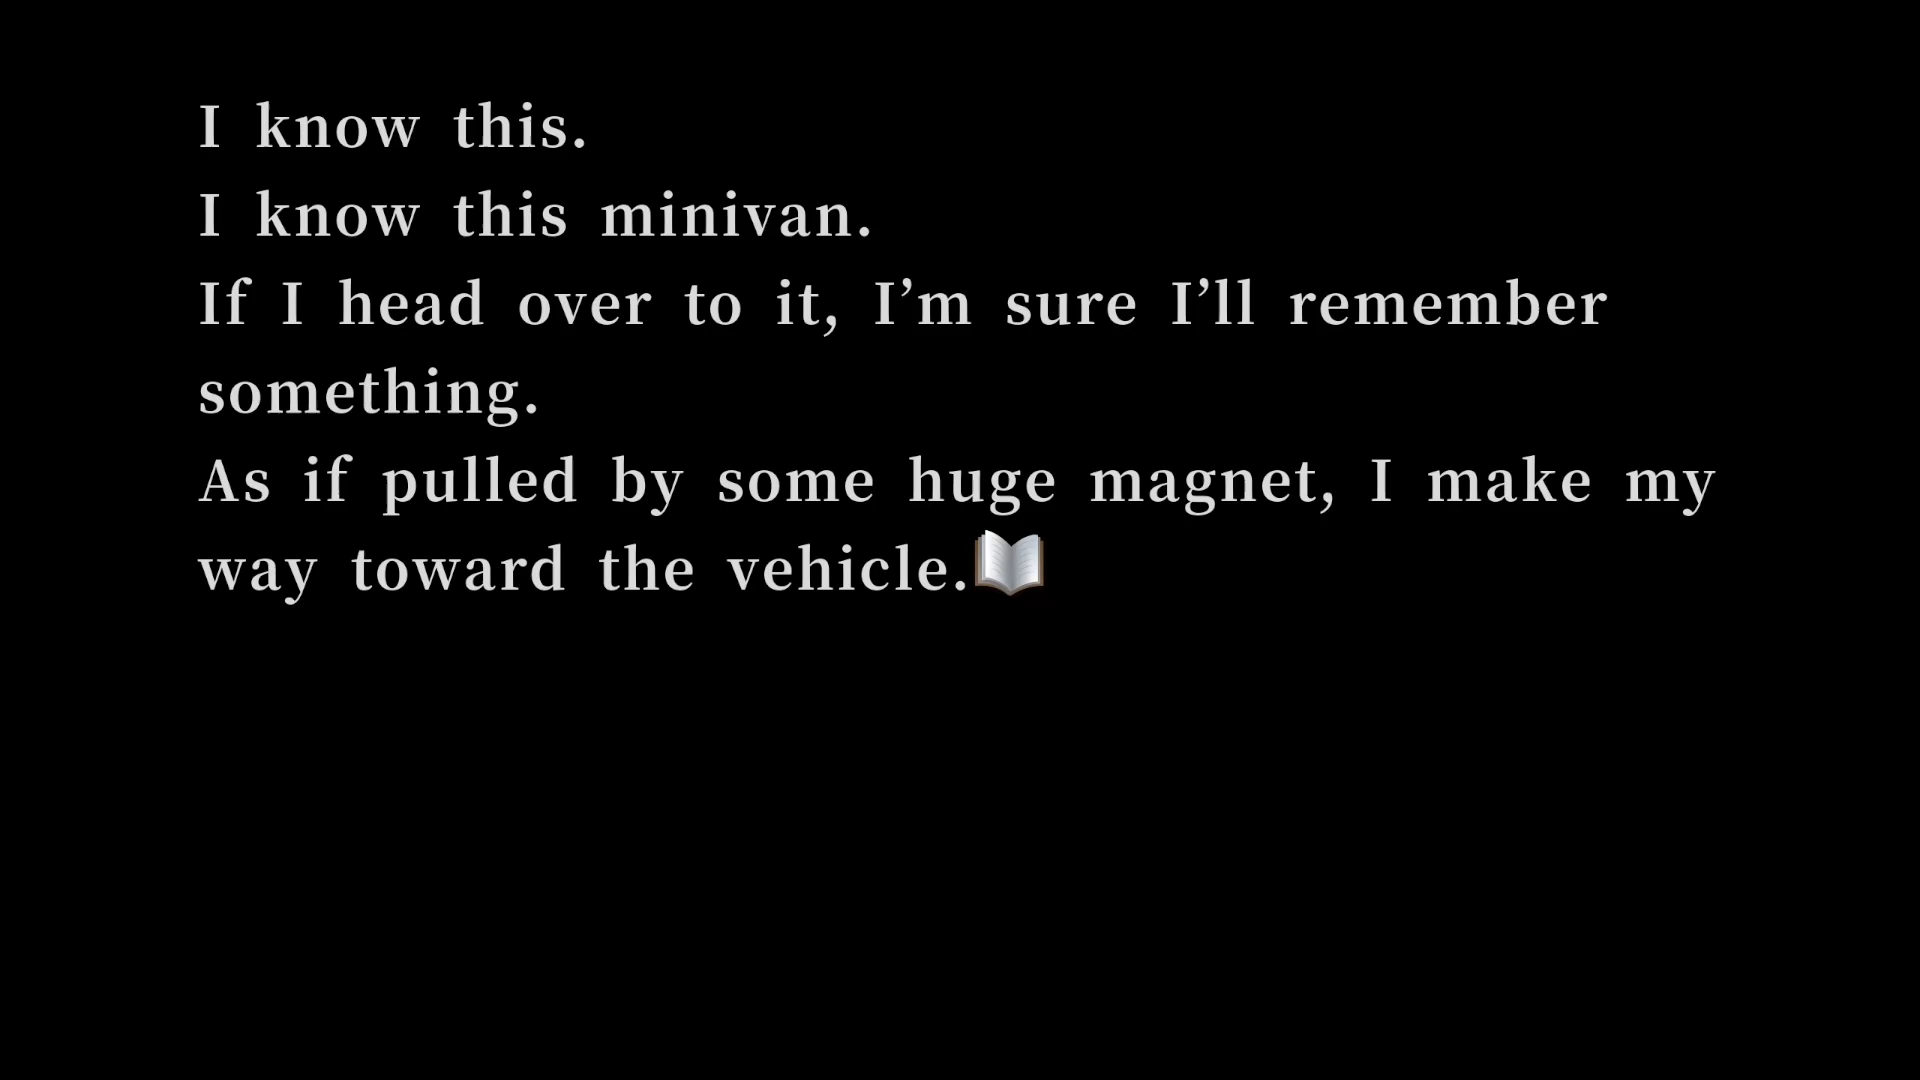 I know this.
I know this minivan.
If I head over to it, I’m sure I’ll remember
something.
As if pulled by some huge magnet, I make my
way toward the vehicle.